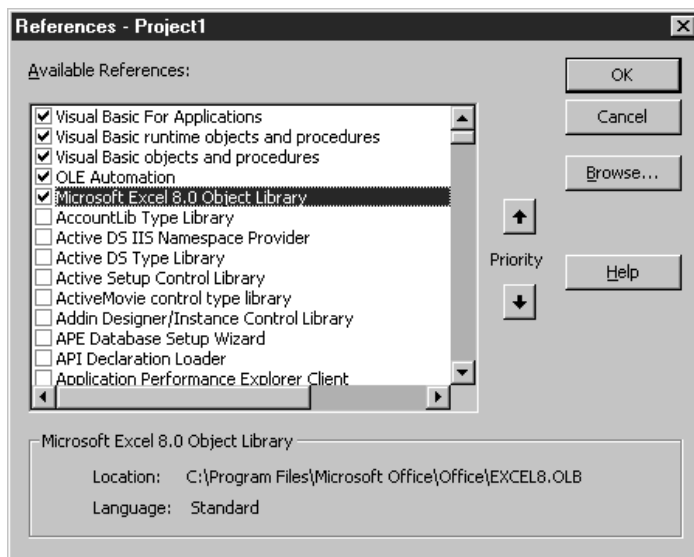 References - Project1
Available References:
Visual Basic For Applications
Visual Basic runtime objects and procedures
Visual Basic objects and procedures
OLE Automation
Microsoft Excel 8.0 Object Library
AccountLib Type Library
Active DS IIS Namespace Provider
Active DS Type Library
Active Setup Control Library
ActiveMovie control type library
Addin Designer/Instance Control Library
APE Database Setup Wizard
API Declaration Loader
Application Performance Explorer Client
OK
Cancel
Browse...
Priority
Help
Microsoft Excel 8.0 Object Library
Location: C:\Program Files\Microsoft Office\Office\EXCEL8.OLB
Language: Standard